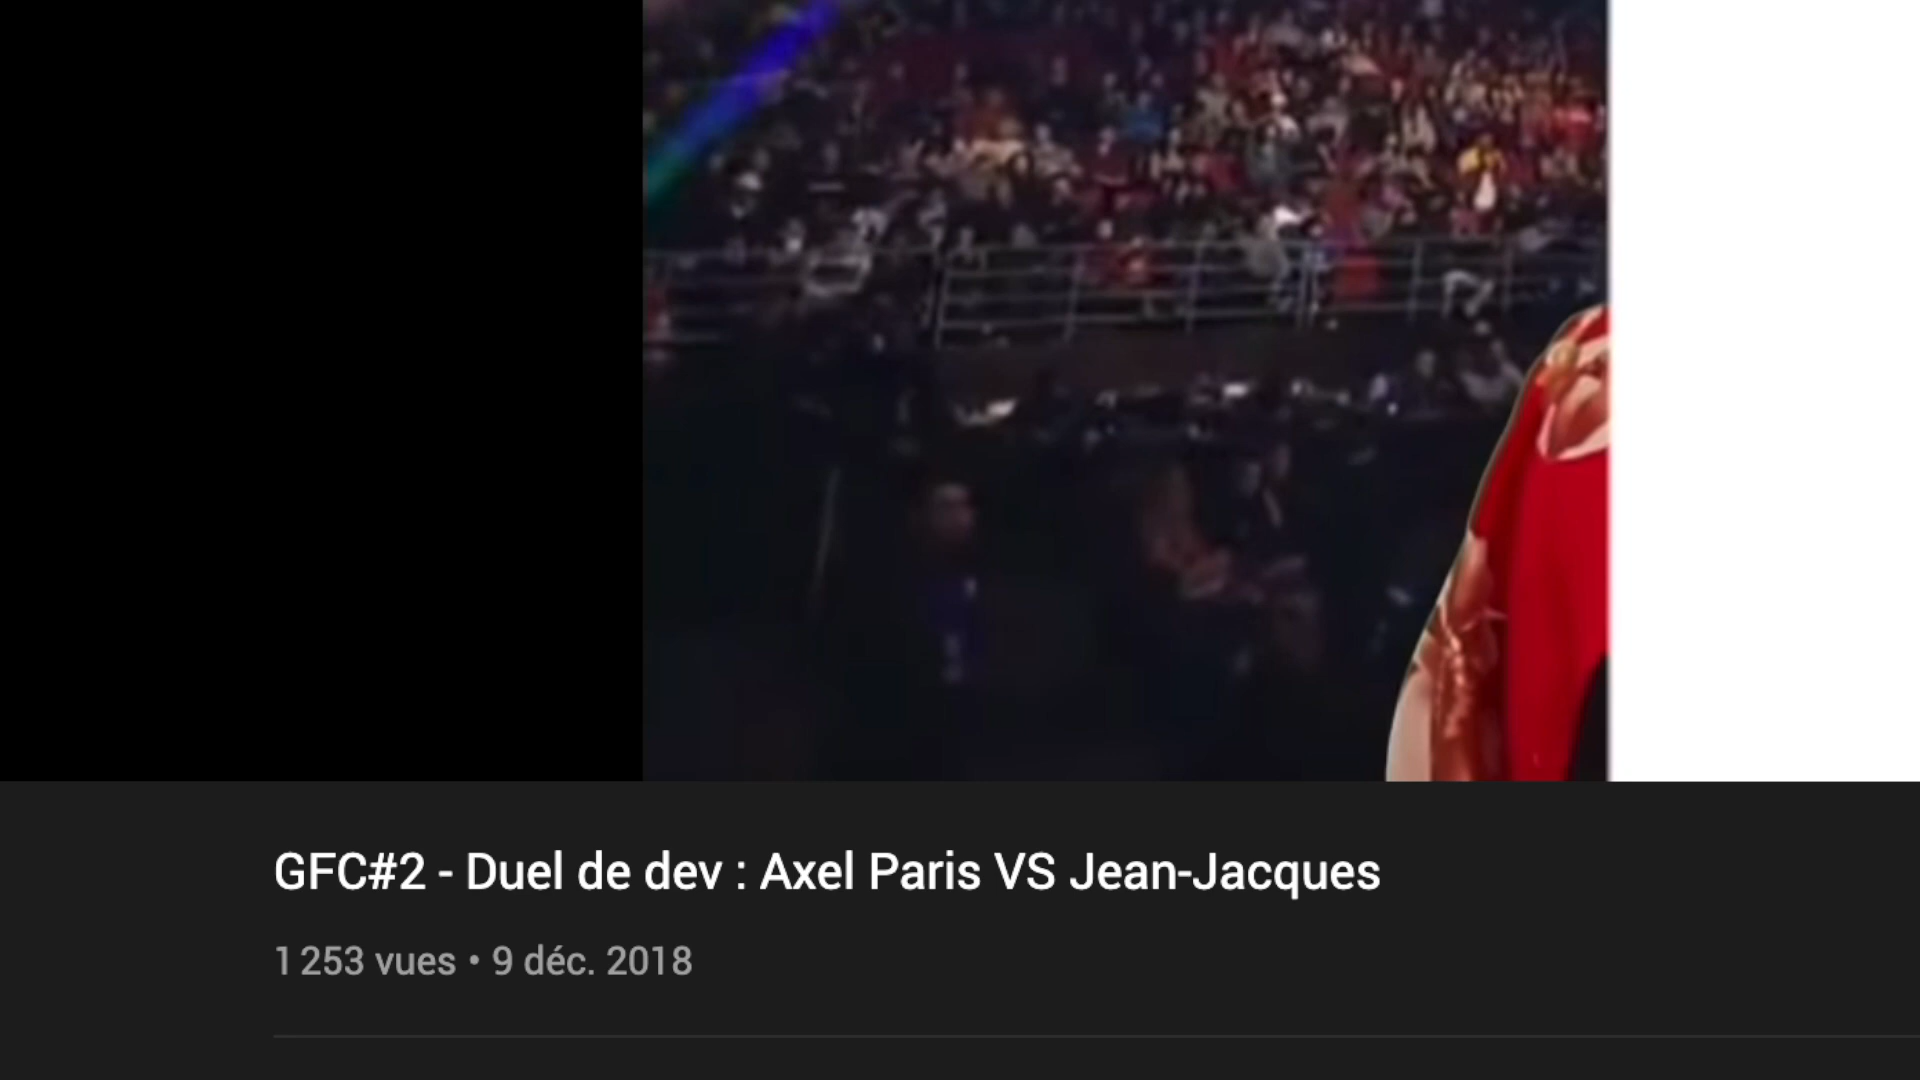 GFC#2 - Duel de dev : Axel Paris VS Jean-Jacques
1 253 vues • 9 déc. 2018